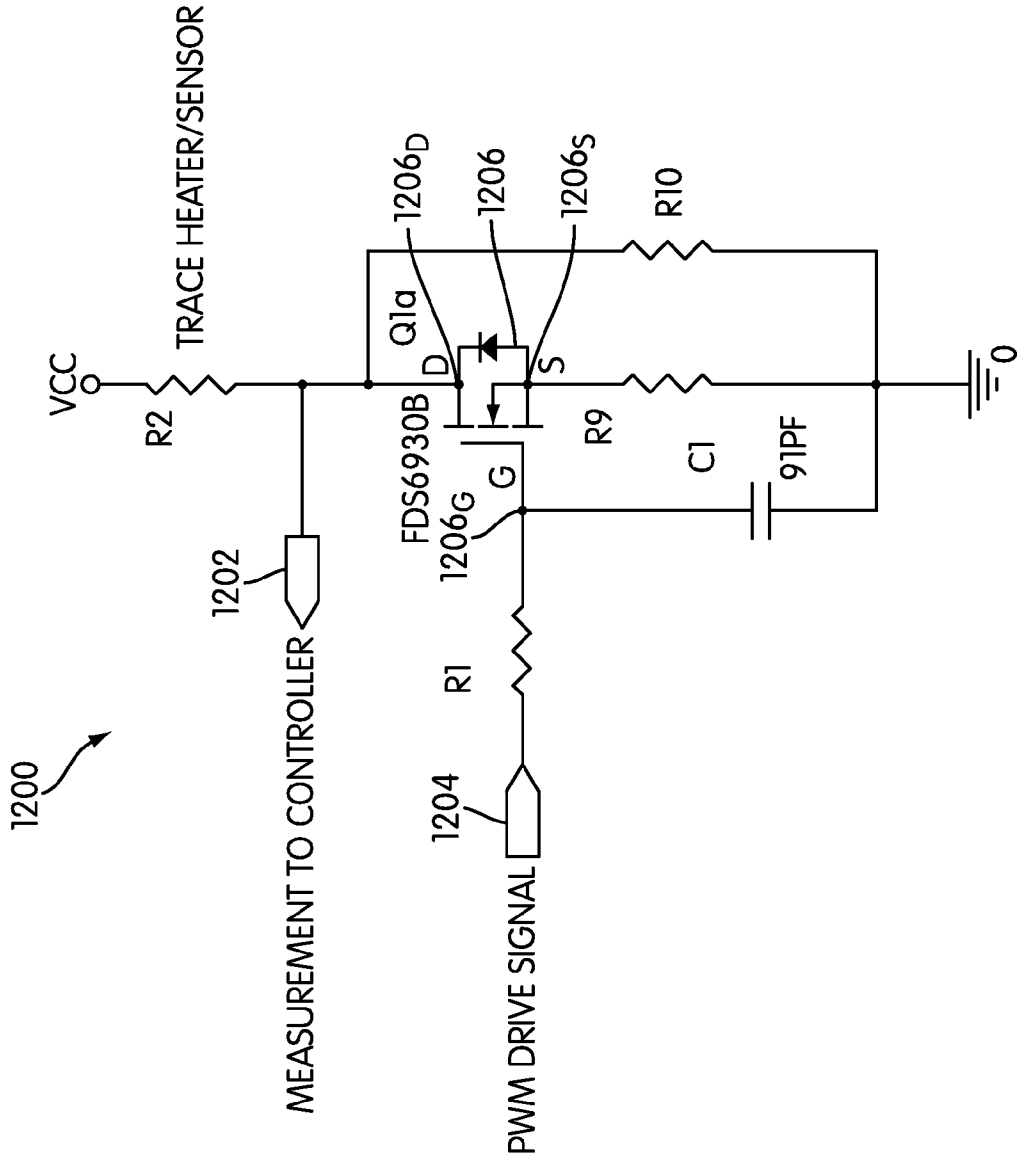 1200
VCC
R2
TRACE HEATER/SENSOR
1202
MEASUREMENT TO CONTROLLER
1206D
Q1a
D
FDS6930B
1206
1206G
G
S
1206S
R1
R9
R10
1204
PWM DRIVE SIGNAL
C1
91PF
0